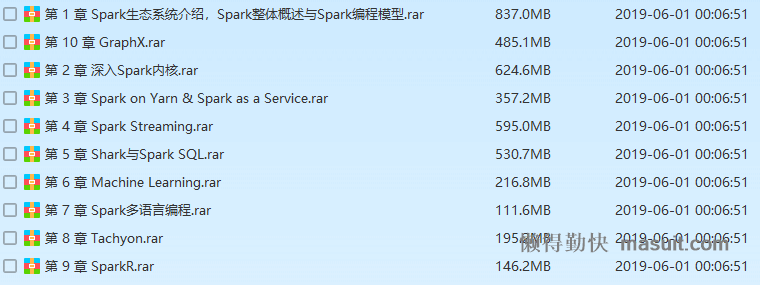 第 1 章 Spark生态系统介绍，Spark整体概述与Spark编程模型.rar 837.0MB 2019-06-01 00:06:51
第 10 章 GraphX.rar 485.1MB 2019-06-01 00:06:51
第 2 章 深入Spark内核.rar 624.6MB 2019-06-01 00:06:51
第 3 章 Spark on Yarn & Spark as a Service.rar 357.2MB 2019-06-01 00:06:51
第 4 章 Spark Streaming.rar 595.0MB 2019-06-01 00:06:51
第 5 章 Shark与Spark SQL.rar 530.7MB 2019-06-01 00:06:51
第 6 章 Machine Learning.rar 216.8MB 2019-06-01 00:06:51
第 7 章 Spark多语言编程.rar 111.6MB 2019-06-01 00:06:51
第 8 章 Tachyon.rar 2019-06-01 00:06:51
懒得勤快 masuit.com
第 9 章 SparkR.rar 146.2MB 2019-06-01 00:06:51